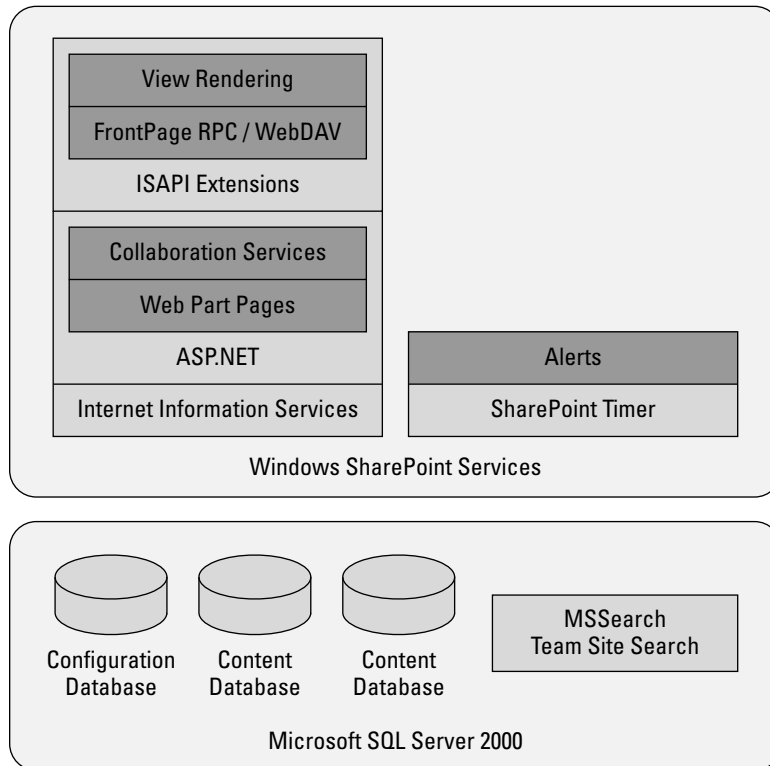 View Rendering
FrontPage RPC / WebDAV
ISAPI Extensions
Collaboration Services
Web Part Pages
ASP.NET
Internet Information Services
Alerts
SharePoint Timer
Windows SharePoint Services
Configuration
Database
Content
Database
Content
Database
MSSearch
Team Site Search
Microsoft SQL Server 2000